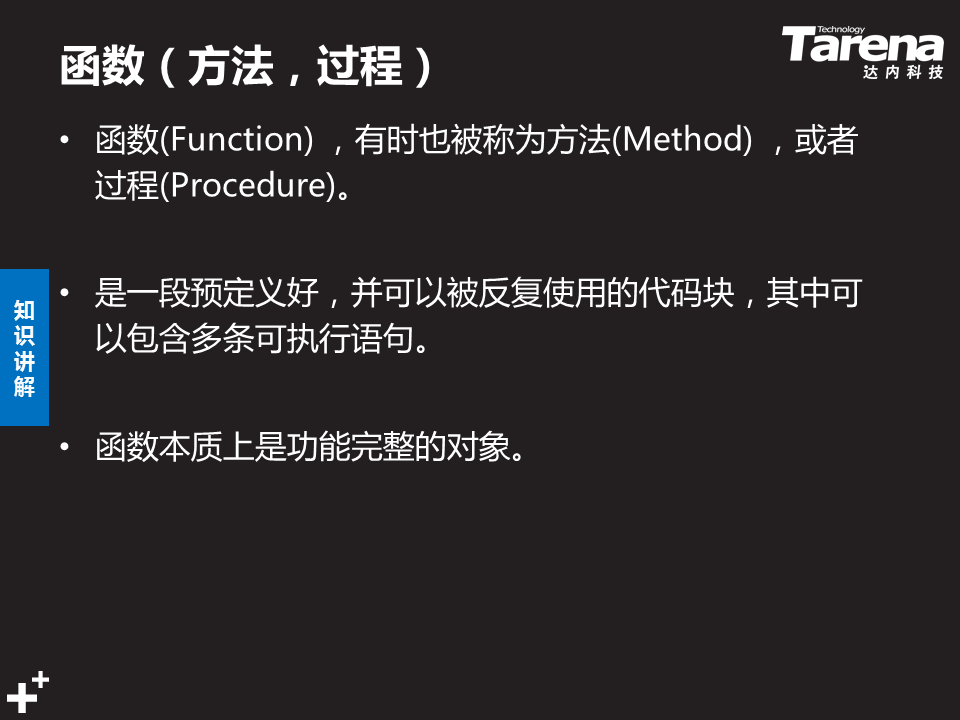 函数（方法，过程）
Technology
Tarena
达内科技
• 函数(Function) ，有时也被称为方法(Method) ，或者
过程(Procedure)。
• 是一段预定义好，并可以被反复使用的代码块，其中可
以包含多条可执行语句。
• 函数本质上是功能完整的对象。
知
识
讲
解